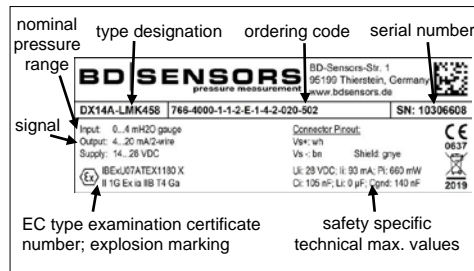 nominal pressure range
type designation
ordering code
serial number
BD SENSORS
pressure measurement
BD-Sensors-Str. 1
95199 Thierstein, Germany
www.bdsensors.de
DX14A-LMK458
766-4000-1-1-2-E-1-4-2-020-502
SN: 10306608
signal
Input: 0...4 mH2O gauge
Output: 4...20 mA/2-wire
Supply: 14...28 VDC
Connector Pinout:
Vs+: wh
Vs-: bn Shield: gnye
CE
0637
Ex
IBExU07ATEX1180 X
II 1G Ex ia IIB T4 Ga
Ui: 28 VDC; Ii: 93 mA; Pi: 660 mW
Ci: 105 nF; Li: 0 µF; Cgnd: 140 nF
2019
EC type examination certificate
number; explosion marking
safety specific
technical max. values